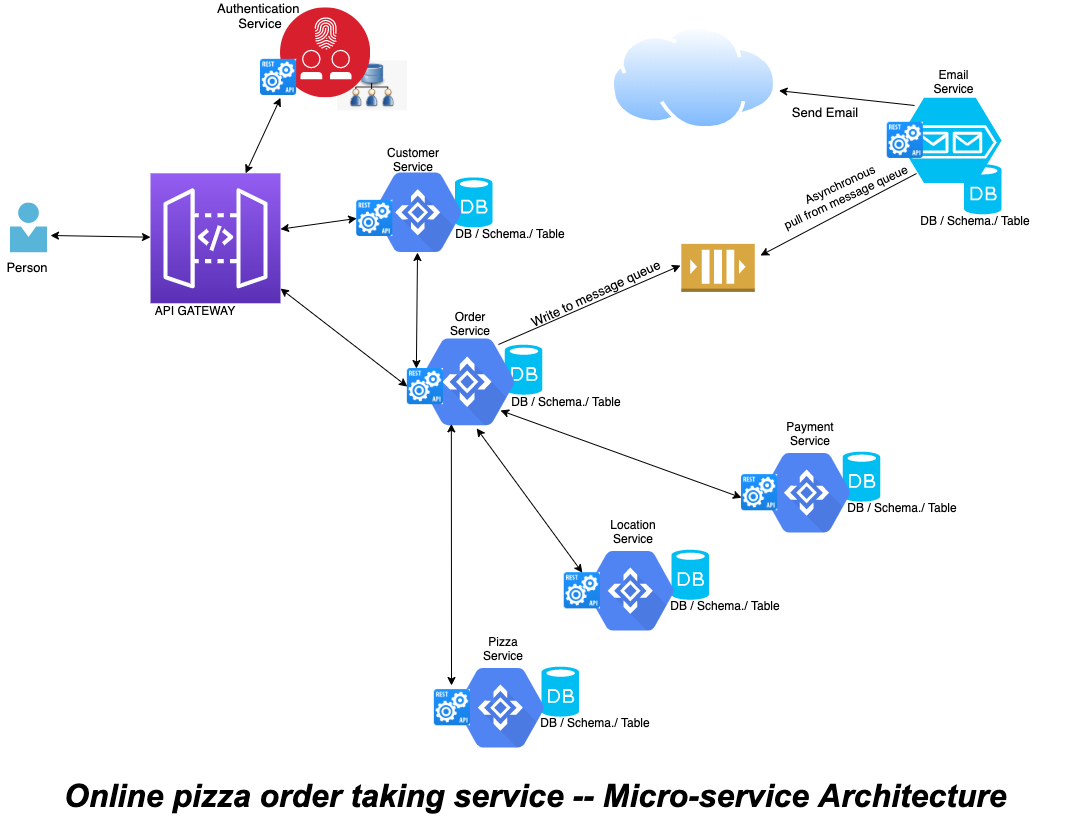 Authentication
Service
REST
API
Email
Service
Send Email
REST
API
Asynchronous
pull from message queue
DB
DB / Schema./ Table
Customer
Service
REST
API
DB
DB / Schema./ Table
</>
Person
API GATEWAY
Write to message queue
Order
Service
REST
API
DB
DB / Schema./ Table
Payment
Service
REST
API
DB
DB / Schema./ Table
Location
Service
REST
API
DB
DB / Schema./ Table
Pizza
Service
REST
API
DB
DB / Schema./ Table
Online pizza order taking service -- Micro-service Architecture